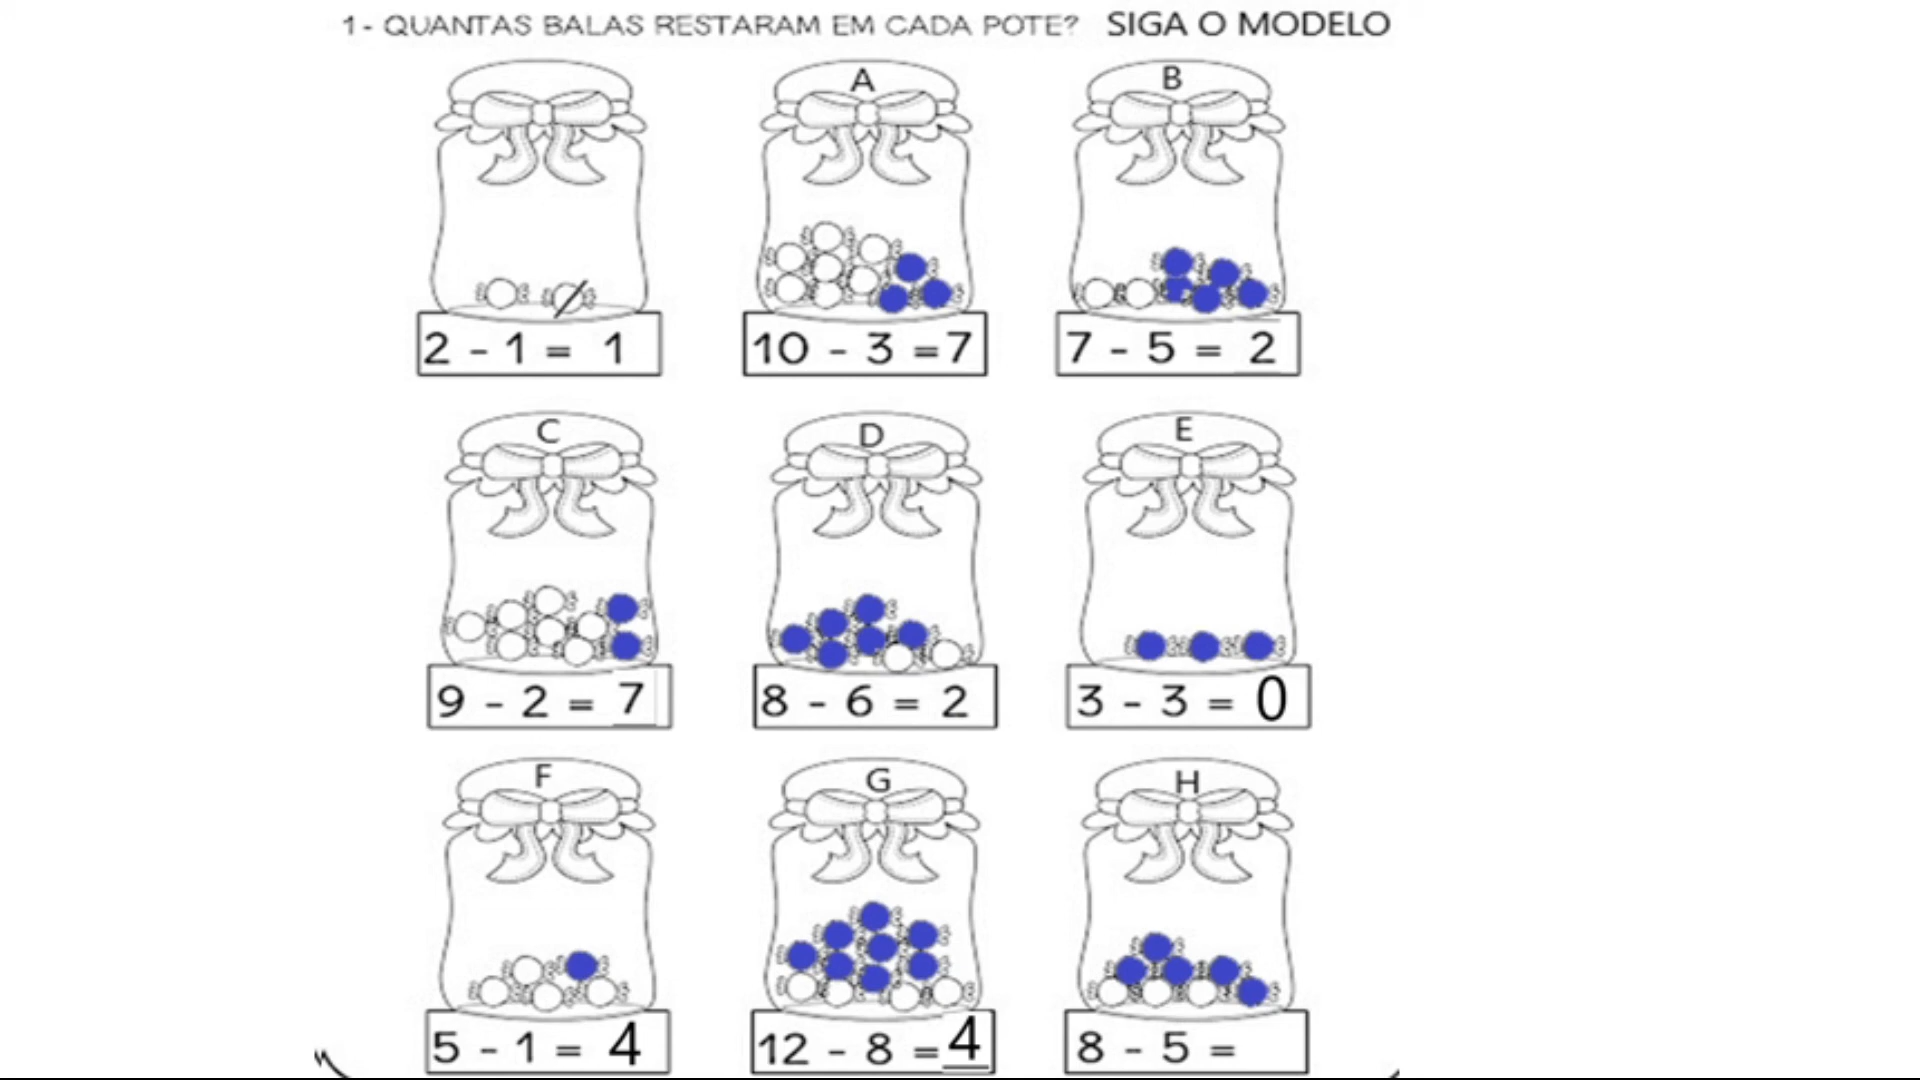 1- QUANTAS BALAS RESTARAM EM CADA POTE? SIGA O MODELO
A
B
2 - 1 = 1
10 - 3 =7
7 - 5 = 2
C
D
E
9 - 2 = 7
8 - 6 = 2
3 - 3 = 0
F
G
H
5 - 1 = 4
12 - 8 =4
8 - 5 =